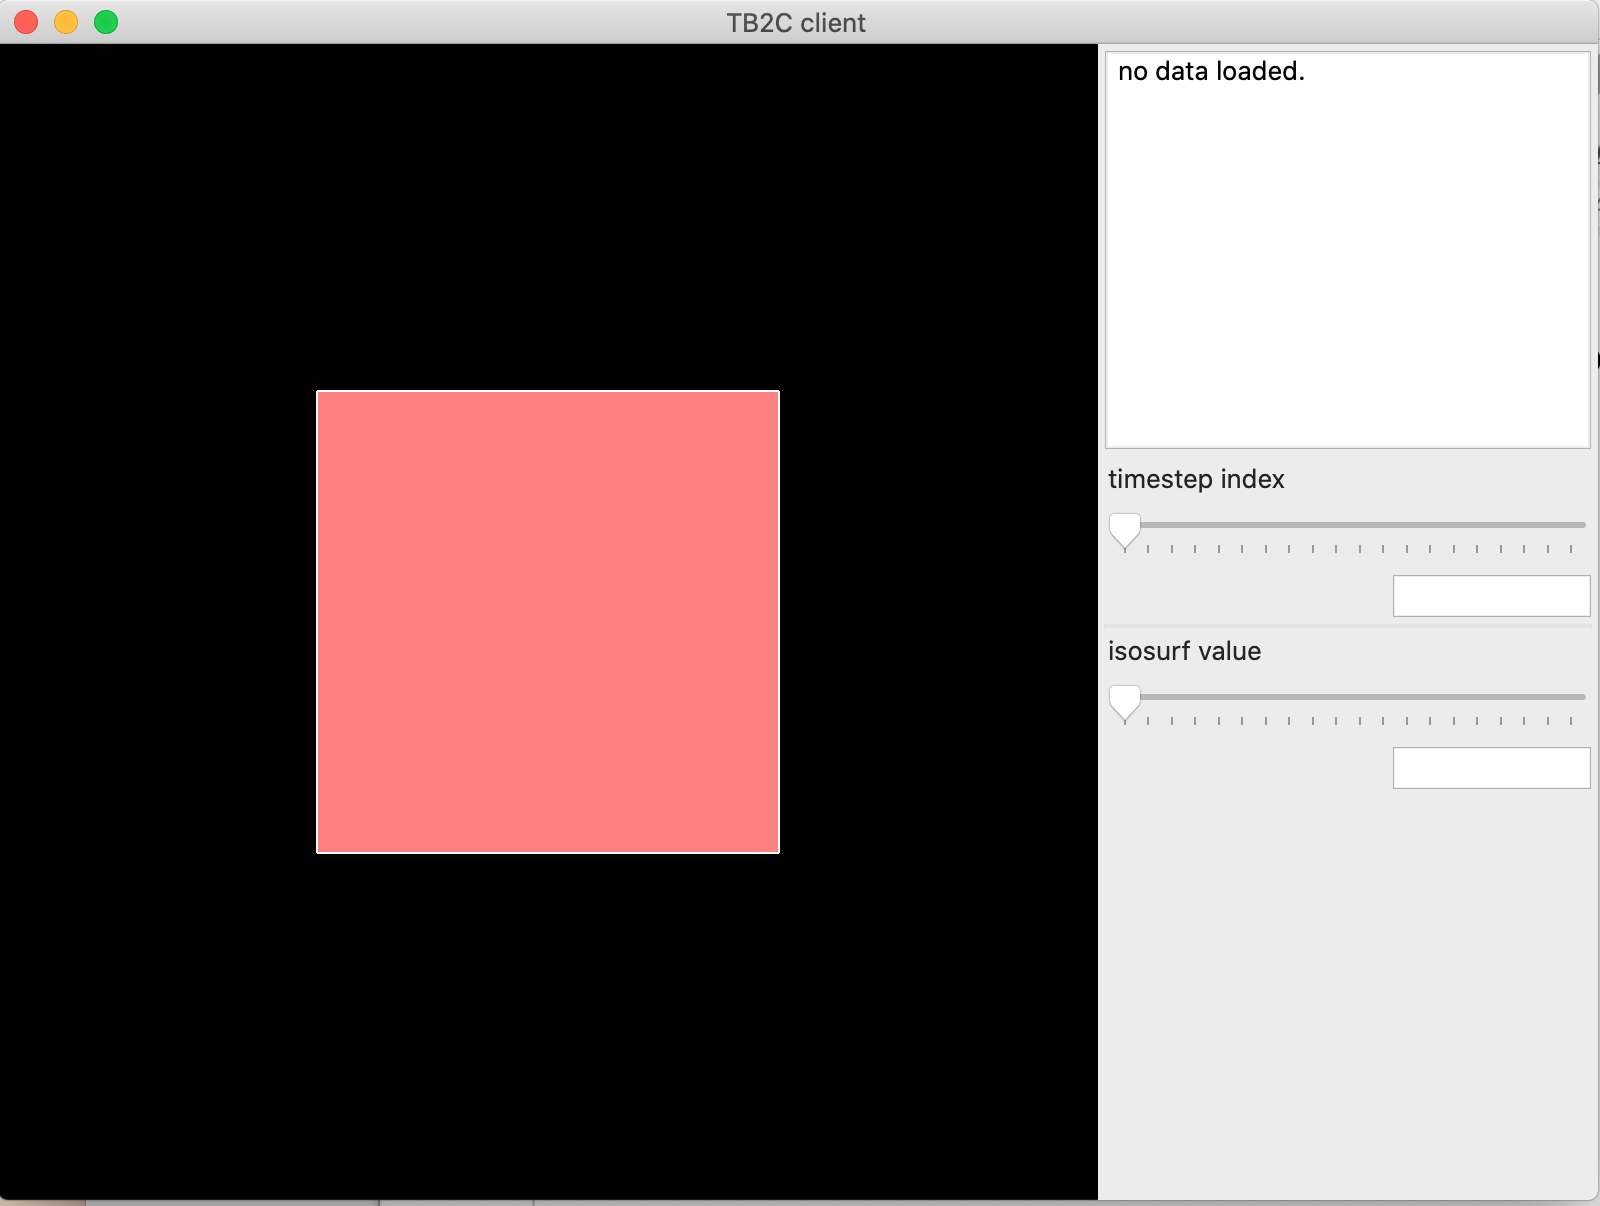 TB2C client
no data loaded.
timestep index
isosurf value